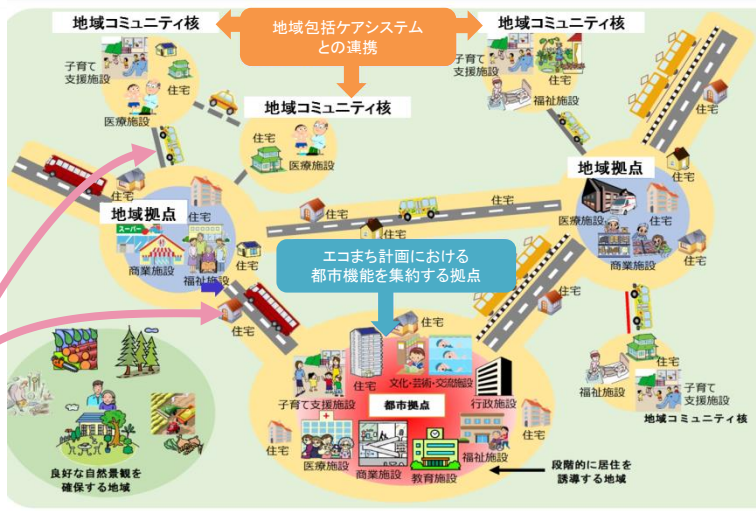 地域コミュニティ核
地域包括ケアシステム
との連携
地域コミュニティ核
子育て
支援施設
住宅
医療施設
地域コミュニティ核
住宅
医療施設
子育て
支援施設
住宅
福祉施設
住宅
住宅
地域拠点
住宅
スーパー
商業施設
福祉施設
住宅
住宅
住宅
住宅
地域拠点
医療施設
住宅
商業施設
住宅
住宅
エコまち計画における
都市機能を集約する拠点
住宅
住宅
文化・芸術・交流施設
子育て支援施設
都市拠点
行政施設
住宅
医療施設
商業施設
教育施設
福祉施設
住宅
住宅
福祉施設
子育て
支援施設
地域コミュニティ核
段階的に居住を
誘導する地域
良好な自然景観を
確保する地域